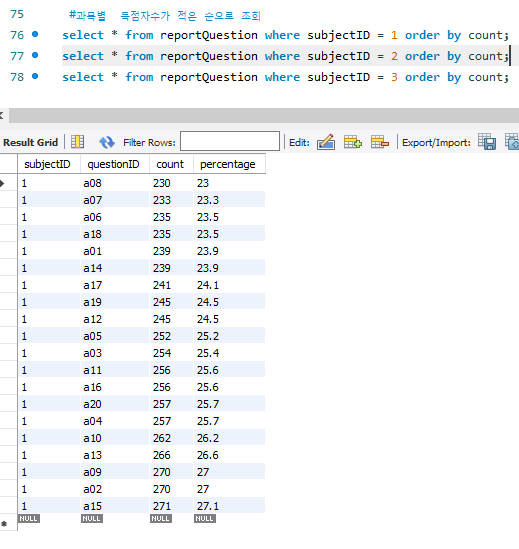 75 #과목별 득점자수가 적은 순으로 조회
76 select * from reportQuestion where subjectID = 1 order by count;
77 select * from reportQuestion where subjectID = 2 order by count;
78 select * from reportQuestion where subjectID = 3 order by count;
Result Grid Filter Rows: Edit: Export/Import:
subjectID questionID count percentage
1 a08 230 23
1 a07 233 23.3
1 a06 235 23.5
1 a18 235 23.5
1 a01 239 23.9
1 a14 239 23.9
1 a17 241 24.1
1 a19 245 24.5
1 a12 245 24.5
1 a05 252 25.2
1 a03 254 25.4
1 a11 256 25.6
1 a16 256 25.6
1 a20 257 25.7
1 a04 257 25.7
1 a10 262 26.2
1 a13 266 26.6
1 a09 270 27
1 a02 270 27
1 a15 271 27.1
NULL NULL NULL NULL